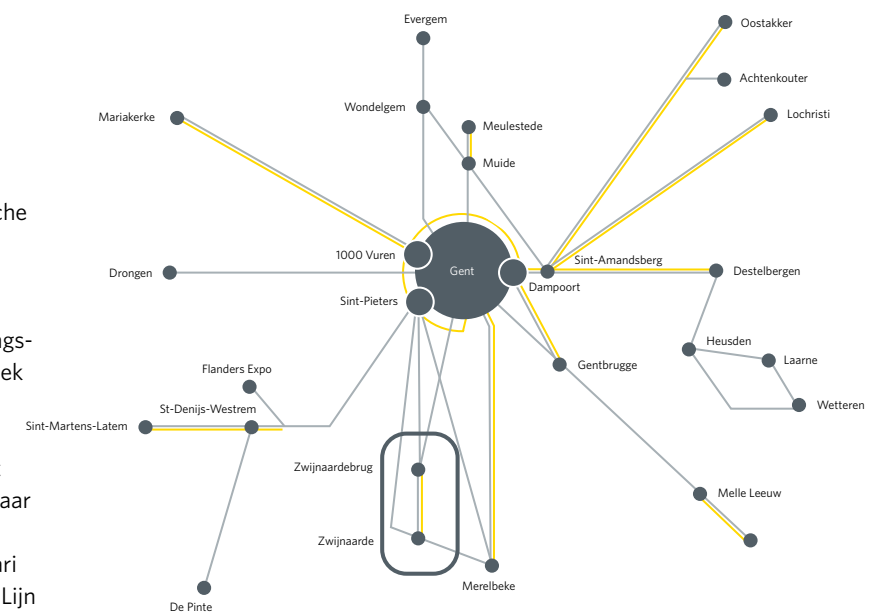 Evergem
Oostakker
Achtenkouter
Wondelgem
Mariakerke
Lochristi
Meulestede
Muide
che
1000 Vuren
Sint-Amandsberg
Drongen
Gent
Destelbergen
Dampoort
Sint-Pieters
ngs-
Heusden
ek
Flanders Expo
Gentbrugge
Laarne
St-Denijs-Westrem
Wetteren
Sint-Martens-Latem
Zwijnaardebrug
Melle Leeuw
aar
Zwijnaarde
ari
Merelbeke
Lijn
De Pinte